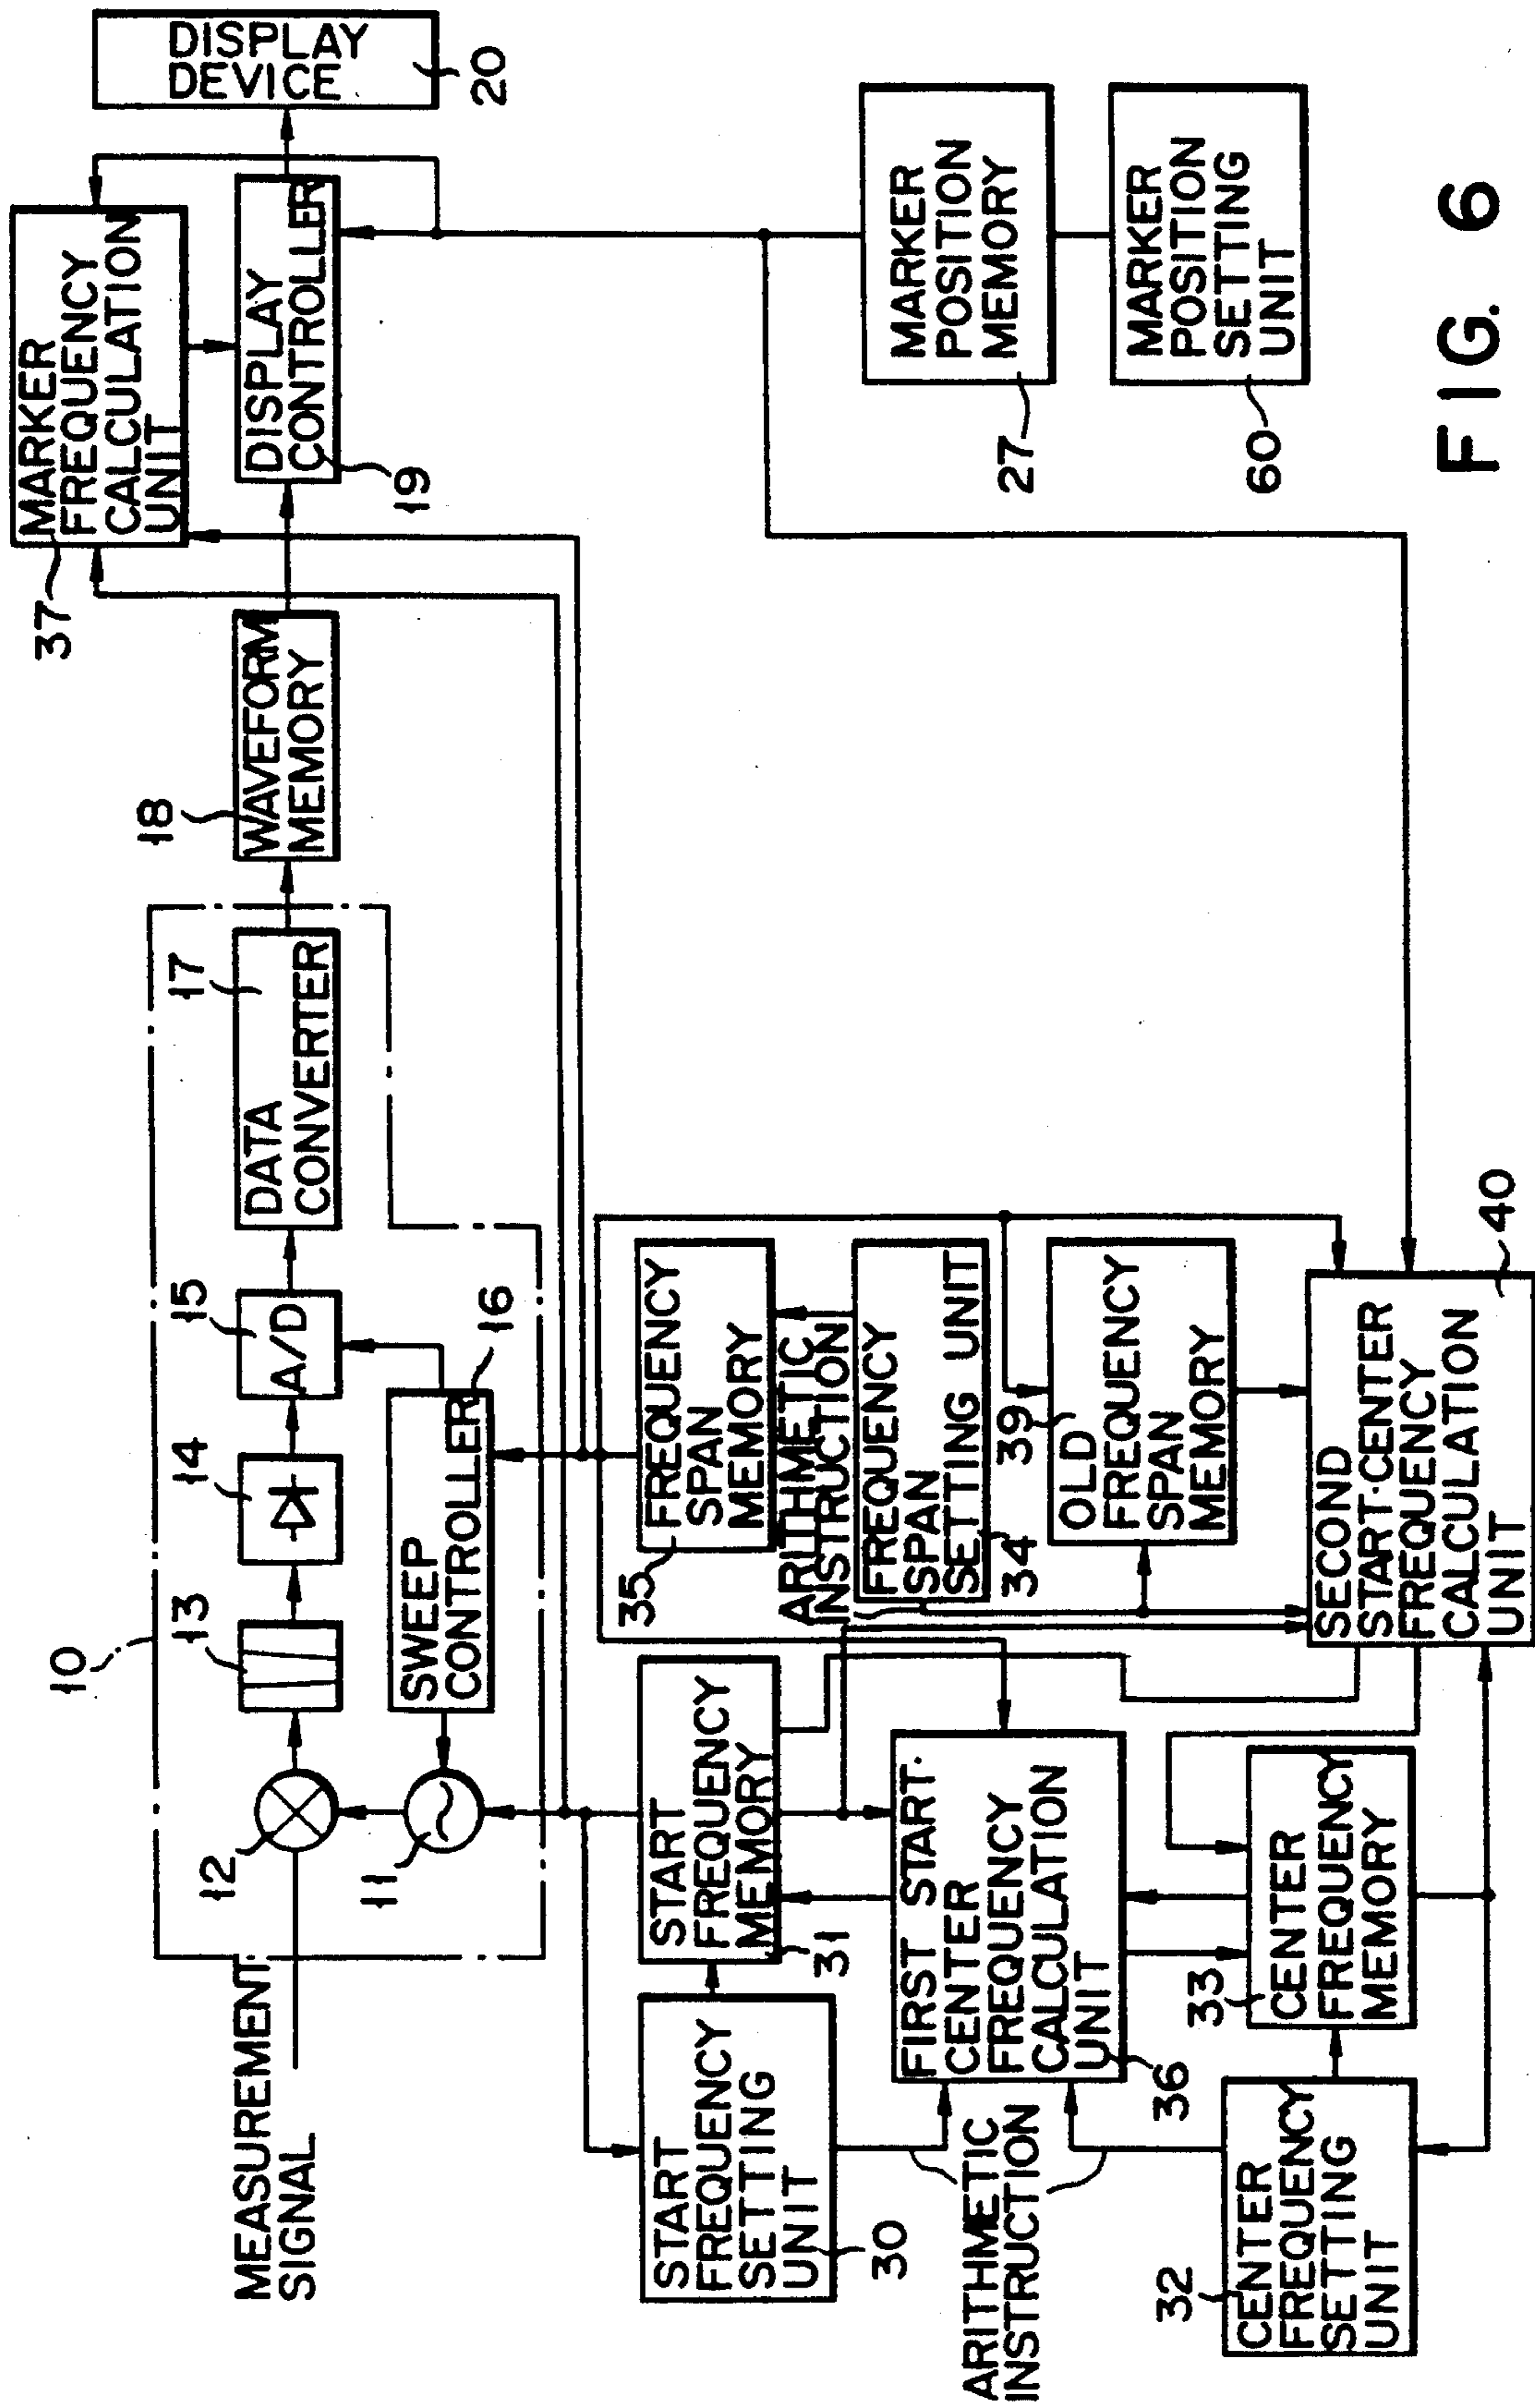 MEASUREMENT
SIGNAL
10
12
11
13
14
15
A/D
16
SWEEP
CONTROLLER
17
DATA
CONVERTER
18
WAVEFORM
MEMORY
37
MARKER
FREQUENCY
CALCULATION
UNIT
DISPLAY
CONTROLLER
19
DISPLAY
DEVICE
20
START
FREQUENCY
SETTING
UNIT
30
START
FREQUENCY
MEMORY
31
35
FREQUENCY
SPAN
MEMORY
ARITHMETIC
INSTRUCTION
FREQUENCY
SPAN
SETTING UNIT
34
39
OLD
FREQUENCY
SPAN
MEMORY
ARITHMETIC
INSTRUCTION
FIRST START·
CENTER
FREQUENCY
CALCULATION
UNIT
36
32
CENTER
FREQUENCY
SETTING
UNIT
33
CENTER
FREQUENCY
MEMORY
SECOND
START·CENTER
FREQUENCY
CALCULATION
UNIT
40
MARKER
POSITION
MEMORY
27
MARKER
POSITION
SETTING
UNIT
60
FIG. 6